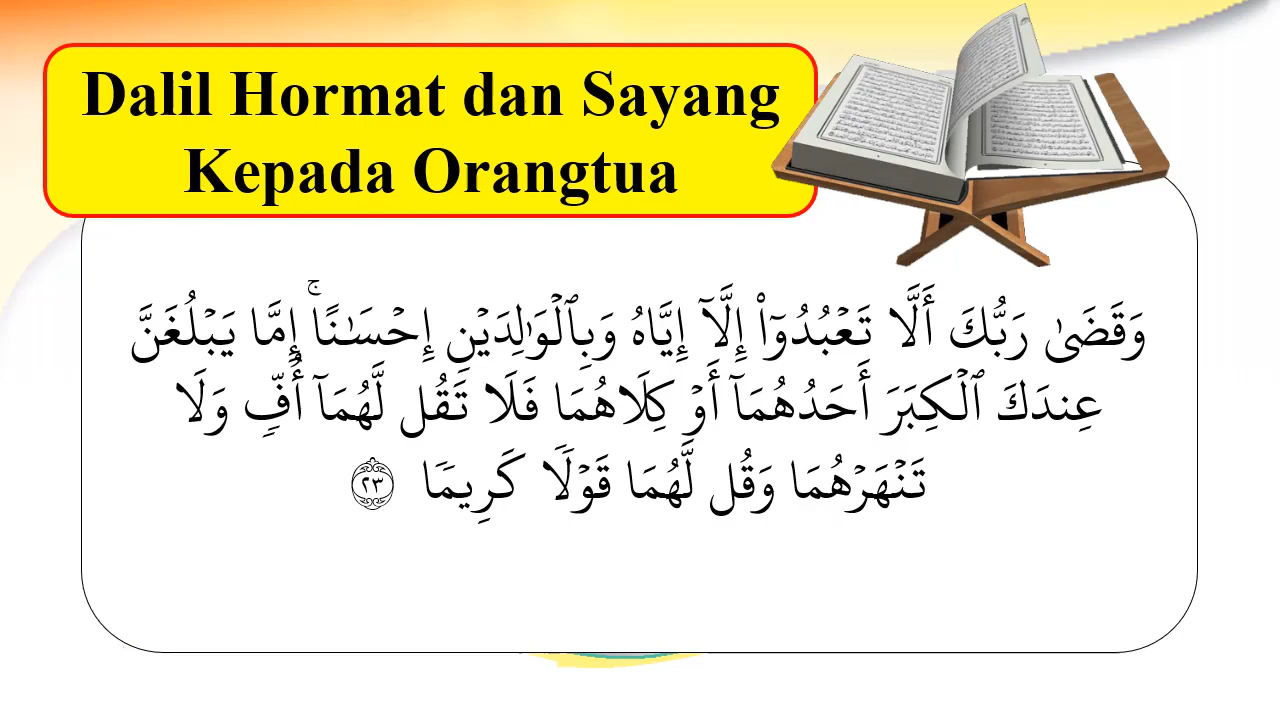 Dalil Hormat dan Sayang
Kepada Orangtua
وَقَضَىٰ رَبُّكَ أَلَّا تَعۡبُدُوٓاْ إِلَّآ إِيَّاهُ وَبِٱلۡوَٰلِدَيۡنِ إِحۡسَٰنًاۚ إِمَّا يَبۡلُغَنَّ
عِندَكَ ٱلۡكِبَرَ أَحَدُهُمَآ أَوۡ كِلَاهُمَا فَلَا تَقُل لَّهُمَآ أُفّٖ وَلَا
تَنۡهَرۡهُمَا وَقُل لَّهُمَا قَوۡلٗا كَرِيمٗا ٢٣